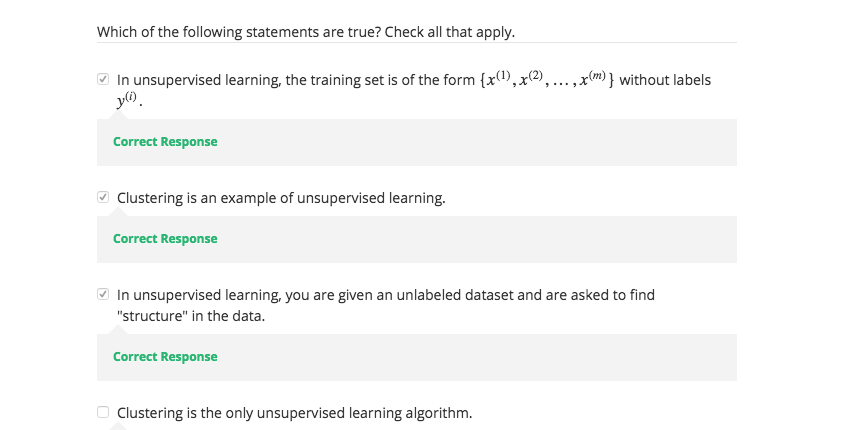 Which of the following statements are true? Check all that apply.
In unsupervised learning, the training set is of the form {x⁽¹⁾, x⁽²⁾, …, x⁽ᵐ⁾} without labels
y⁽ⁱ⁾.
Correct Response
Clustering is an example of unsupervised learning.
Correct Response
In unsupervised learning, you are given an unlabeled dataset and are asked to find
"structure" in the data.
Correct Response
Clustering is the only unsupervised learning algorithm.